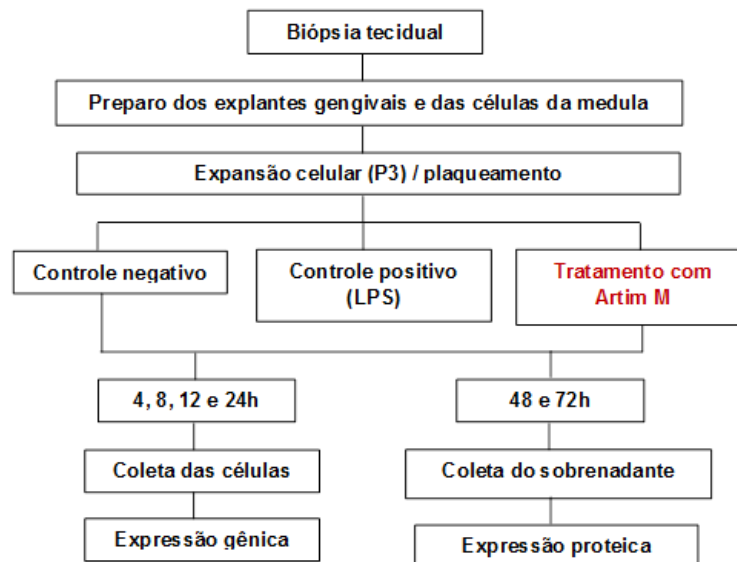 Biópsia tecidual
Preparo dos explantes gengivais e das células da medula
Expansão celular (P3) / plaqueamento
Controle negativo
Controle positivo
(LPS)
Tratamento com
Artim M
4, 8, 12 e 24h
48 e 72h
Coleta das células
Coleta do sobrenadante
Expressão gênica
Expressão proteica